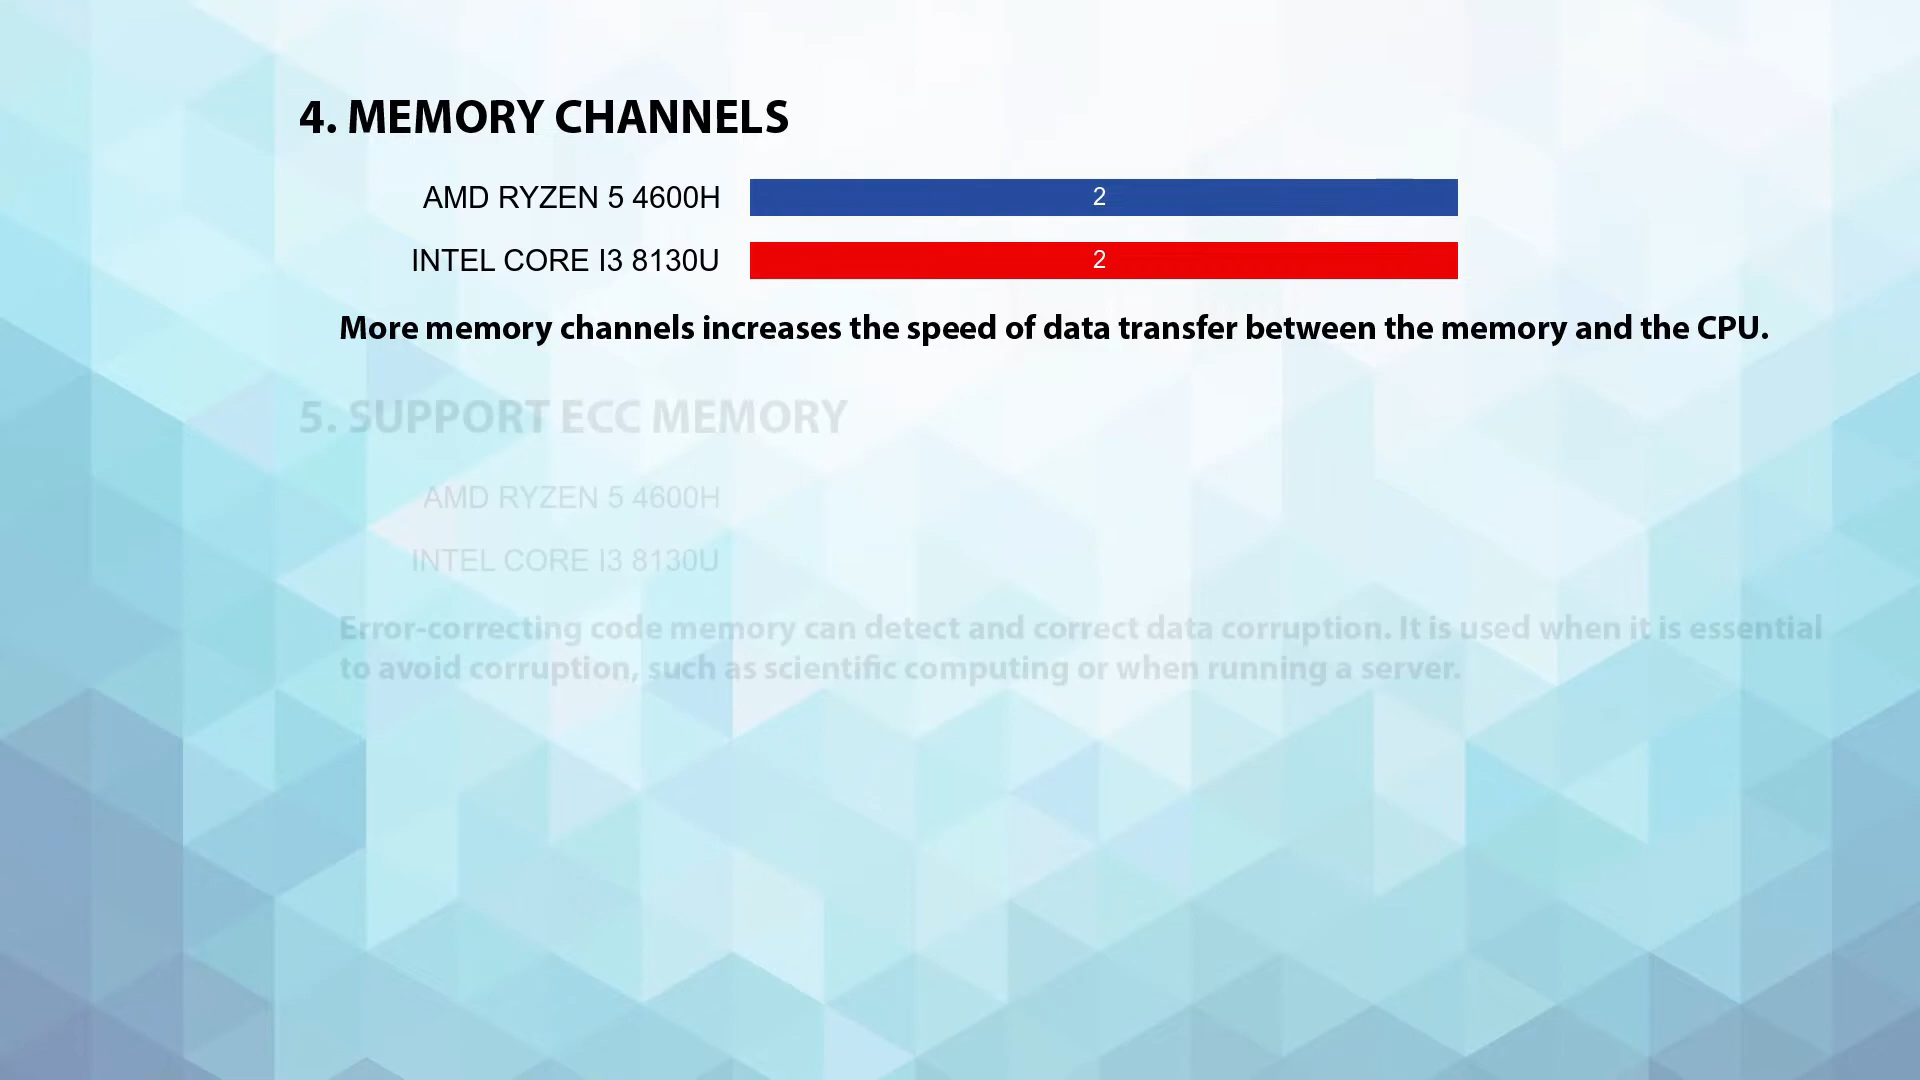 4. MEMORY CHANNELS
AMD RYZEN 5 4600H 2
INTEL CORE I3 8130U 2
More memory channels increases the speed of data transfer between the memory and the CPU.
5. SUPPORT ECC MEMORY
AMD RYZEN 5 4600H
INTEL CORE I3 8130U
Error-correcting code memory can detect and correct data corruption. It is used when it is essential
to avoid corruption, such as scientific computing or when running a server.